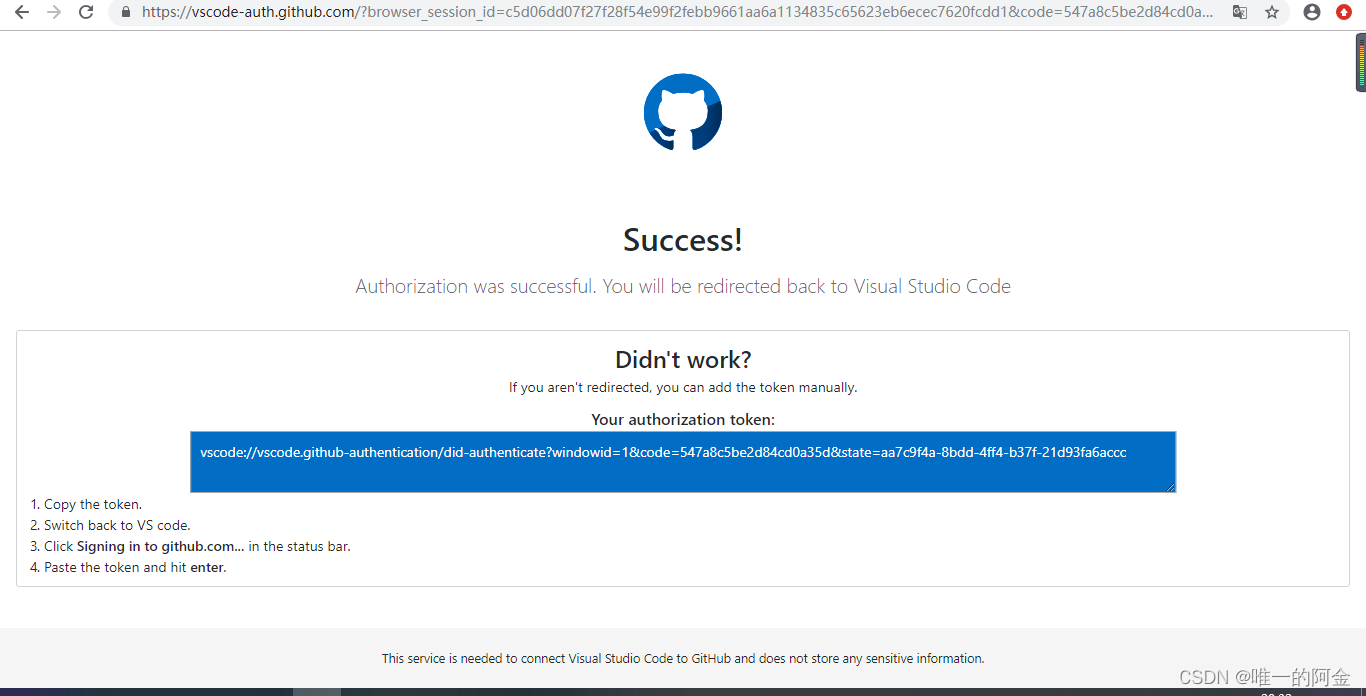 https://vscode-auth.github.com/?browser_session_id=c5d06dd07f27f28f54e99f2febb9661aa6a1134835c65623eb6ecec7620fcdd1&code=547a8c5be2d84cd0a...
Success!
Authorization was successful. You will be redirected back to Visual Studio Code
Didn't work?
If you aren't redirected, you can add the token manually.
Your authorization token:
vscode://vscode.github-authentication/did-authenticate?windowid=1&code=547a8c5be2d84cd0a35d&state=aa7c9f4a-8bdd-4ff4-b37f-21d93fa6accc
1. Copy the token.
2. Switch back to VS code.
3. Click Signing in to github.com... in the status bar.
4. Paste the token and hit enter.
This service is needed to connect Visual Studio Code to GitHub and does not store any sensitive information.
CSDN @唯一的阿金